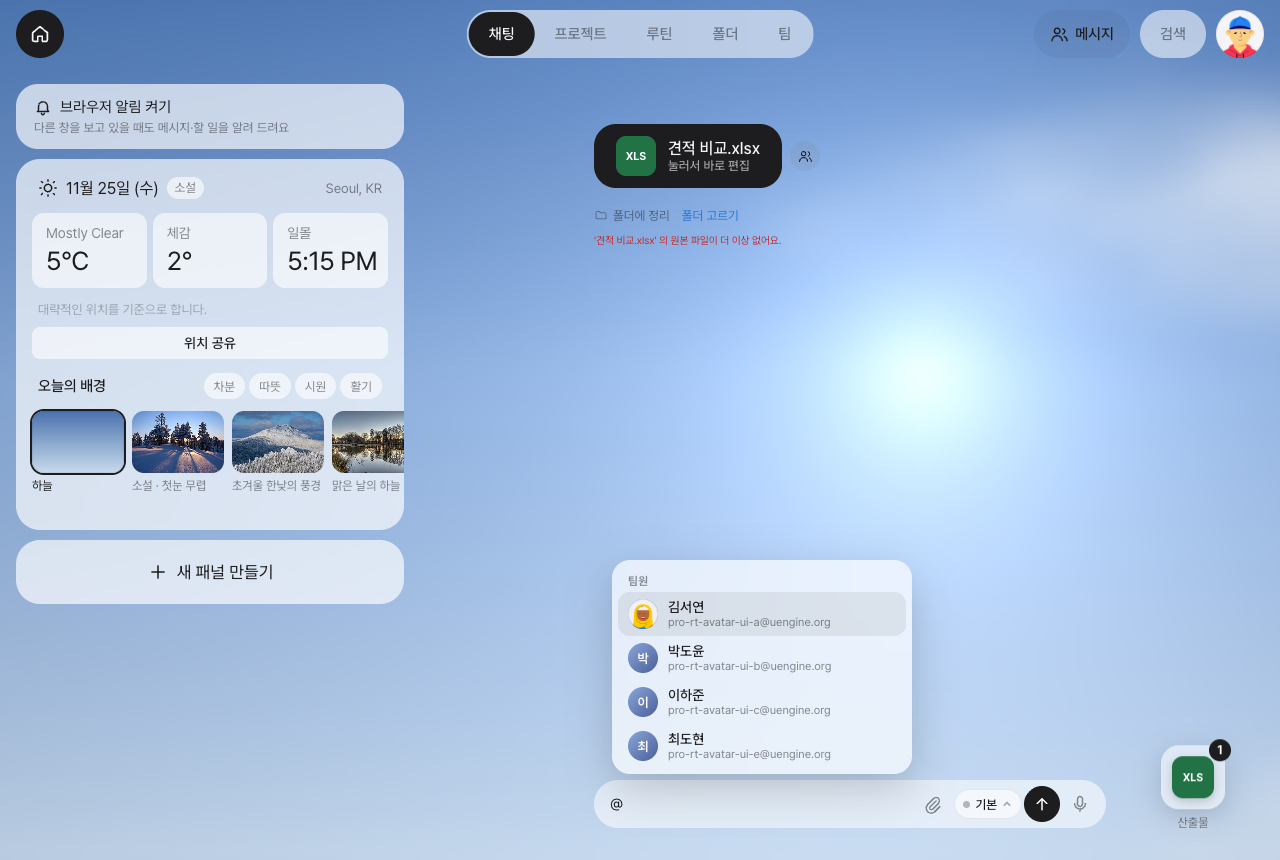 채팅
프로젝트
루틴
폴더
팀
메시지
검색
브라우저 알림 켜기
다른 창을 보고 있을 때도 메시지·할 일을 알려 드려요
11월 25일 (수)
소설
Seoul, KR
Mostly Clear
5°C
체감
2°
일몰
5:15 PM
대략적인 위치를 기준으로 합니다.
위치 공유
오늘의 배경
차분
따뜻
시원
활기
하늘
소설 · 첫눈 무렵
초겨울 한낮의 풍경
맑은 날의 하늘
새 패널 만들기
XLS
견적 비교.xlsx
눌러서 바로 편집
폴더에 정리
폴더 고르기
'견적 비교.xlsx' 의 원본 파일이 더 이상 없어요.
팀원
김서연
pro-rt-avatar-ui-a@uengine.org
박
박도윤
pro-rt-avatar-ui-b@uengine.org
이
이하준
pro-rt-avatar-ui-c@uengine.org
최
최도현
pro-rt-avatar-ui-e@uengine.org
@
기본
1
XLS
산출물